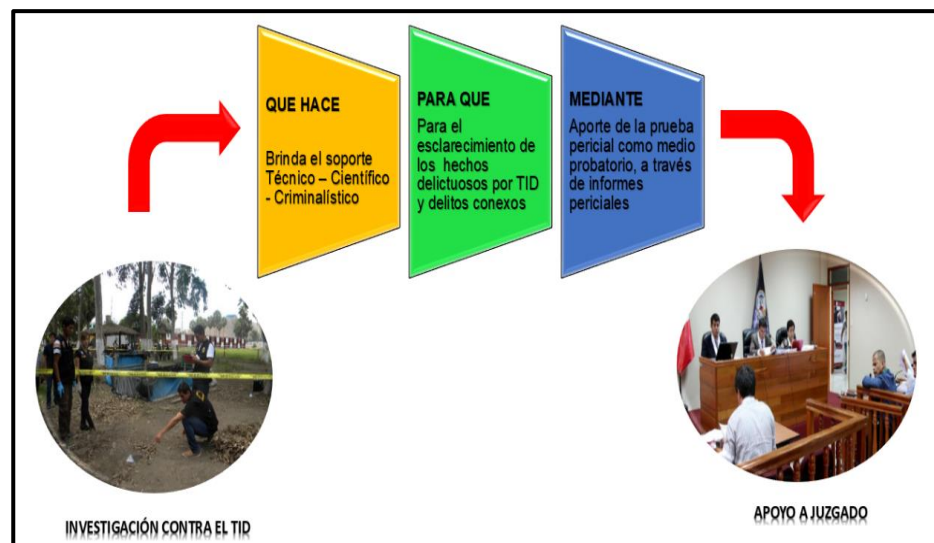 QUE HACE
Brinda el soporte
Técnico – Científico
- Criminalístico
PARA QUE
Para el
esclarecimiento de
los hechos
delictuosos por TID
y delitos conexos
MEDIANTE
Aporte de la prueba
pericial como medio
probatorio, a través
de informes
periciales
INVESTIGACIÓN CONTRA EL TID
APOYO A JUZGADO